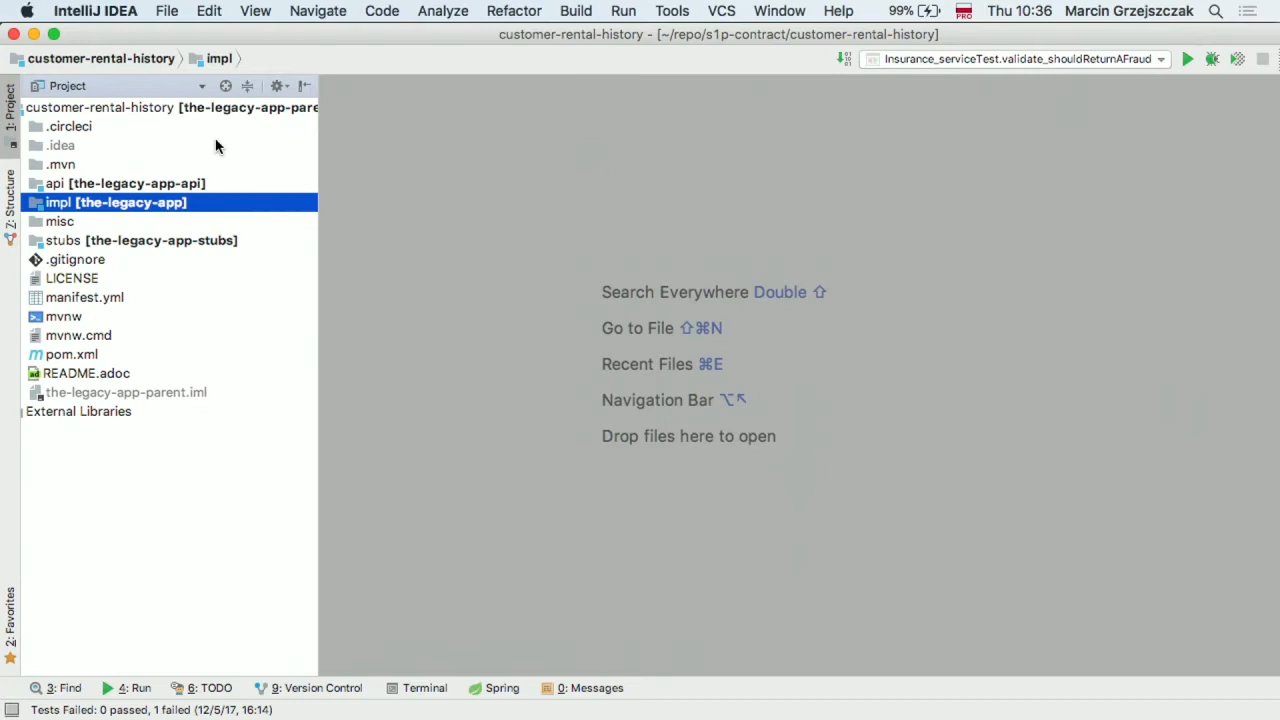 IntelliJ IDEA File Edit View Navigate Code Analyze Refactor Build Run Tools VCS Window Help 99% PRO Thu 10:36 Marcin Grzejszczak
customer-rental-history - [~/repo/s1p-contract/customer-rental-history]
customer-rental-history impl Insurance_serviceTest.validate_shouldReturnAFraud
1: Project
Project
customer-rental-history [the-legacy-app-pare
.circleci
.idea
.mvn
api [the-legacy-app-api]
impl [the-legacy-app]
misc
stubs [the-legacy-app-stubs]
.gitignore
LICENSE
manifest.yml
mvnw
mvnw.cmd
pom.xml
README.adoc
the-legacy-app-parent.iml
External Libraries
Z: Structure
2: Favorites
Search Everywhere Double ⇧
Go to File ⇧⌘N
Recent Files ⌘E
Navigation Bar ⌥↖
Drop files here to open
3: Find 4: Run 6: TODO 9: Version Control Terminal Spring 0: Messages
Tests Failed: 0 passed, 1 failed (12/5/17, 16:14)